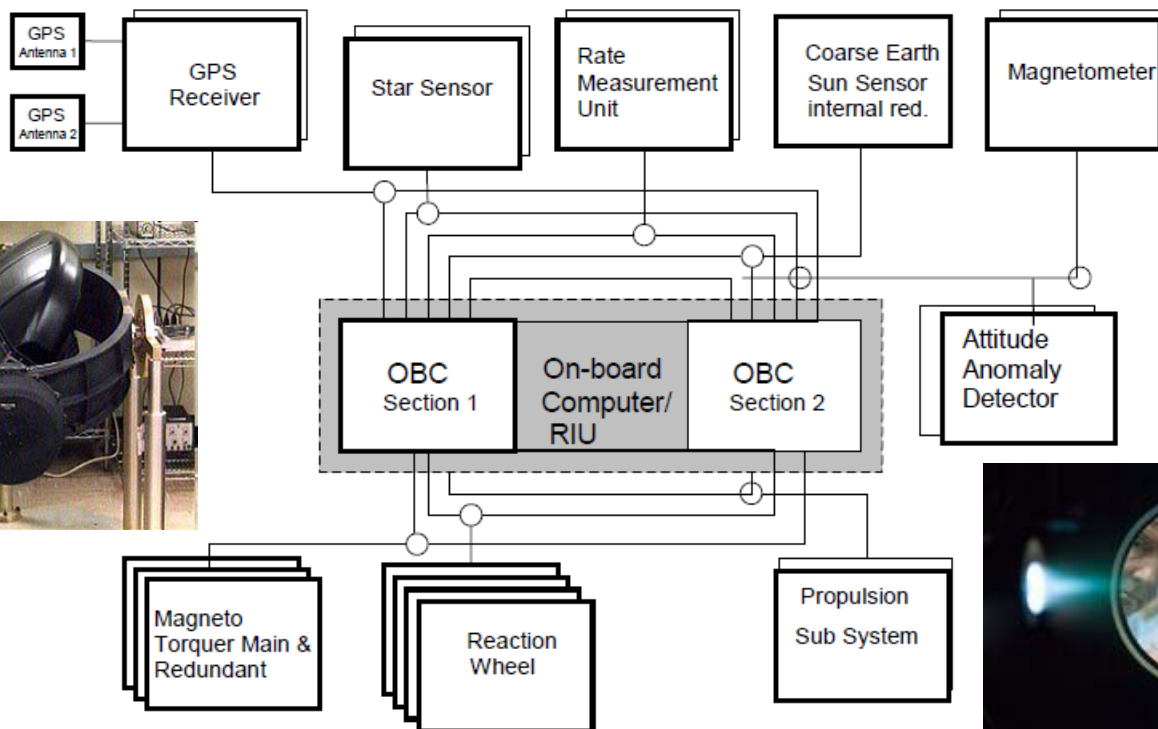 GPS
Antenna 1
GPS
Antenna 2
GPS
Receiver
Star Sensor
Rate
Measurement
Unit
Coarse Earth
Sun Sensor
internal red.
Magnetometer
OBC
Section 1
On-board
Computer/
RIU
OBC
Section 2
Attitude
Anomaly
Detector
Magneto
Torquer Main &
Redundant
Reaction
Wheel
Propulsion
Sub System